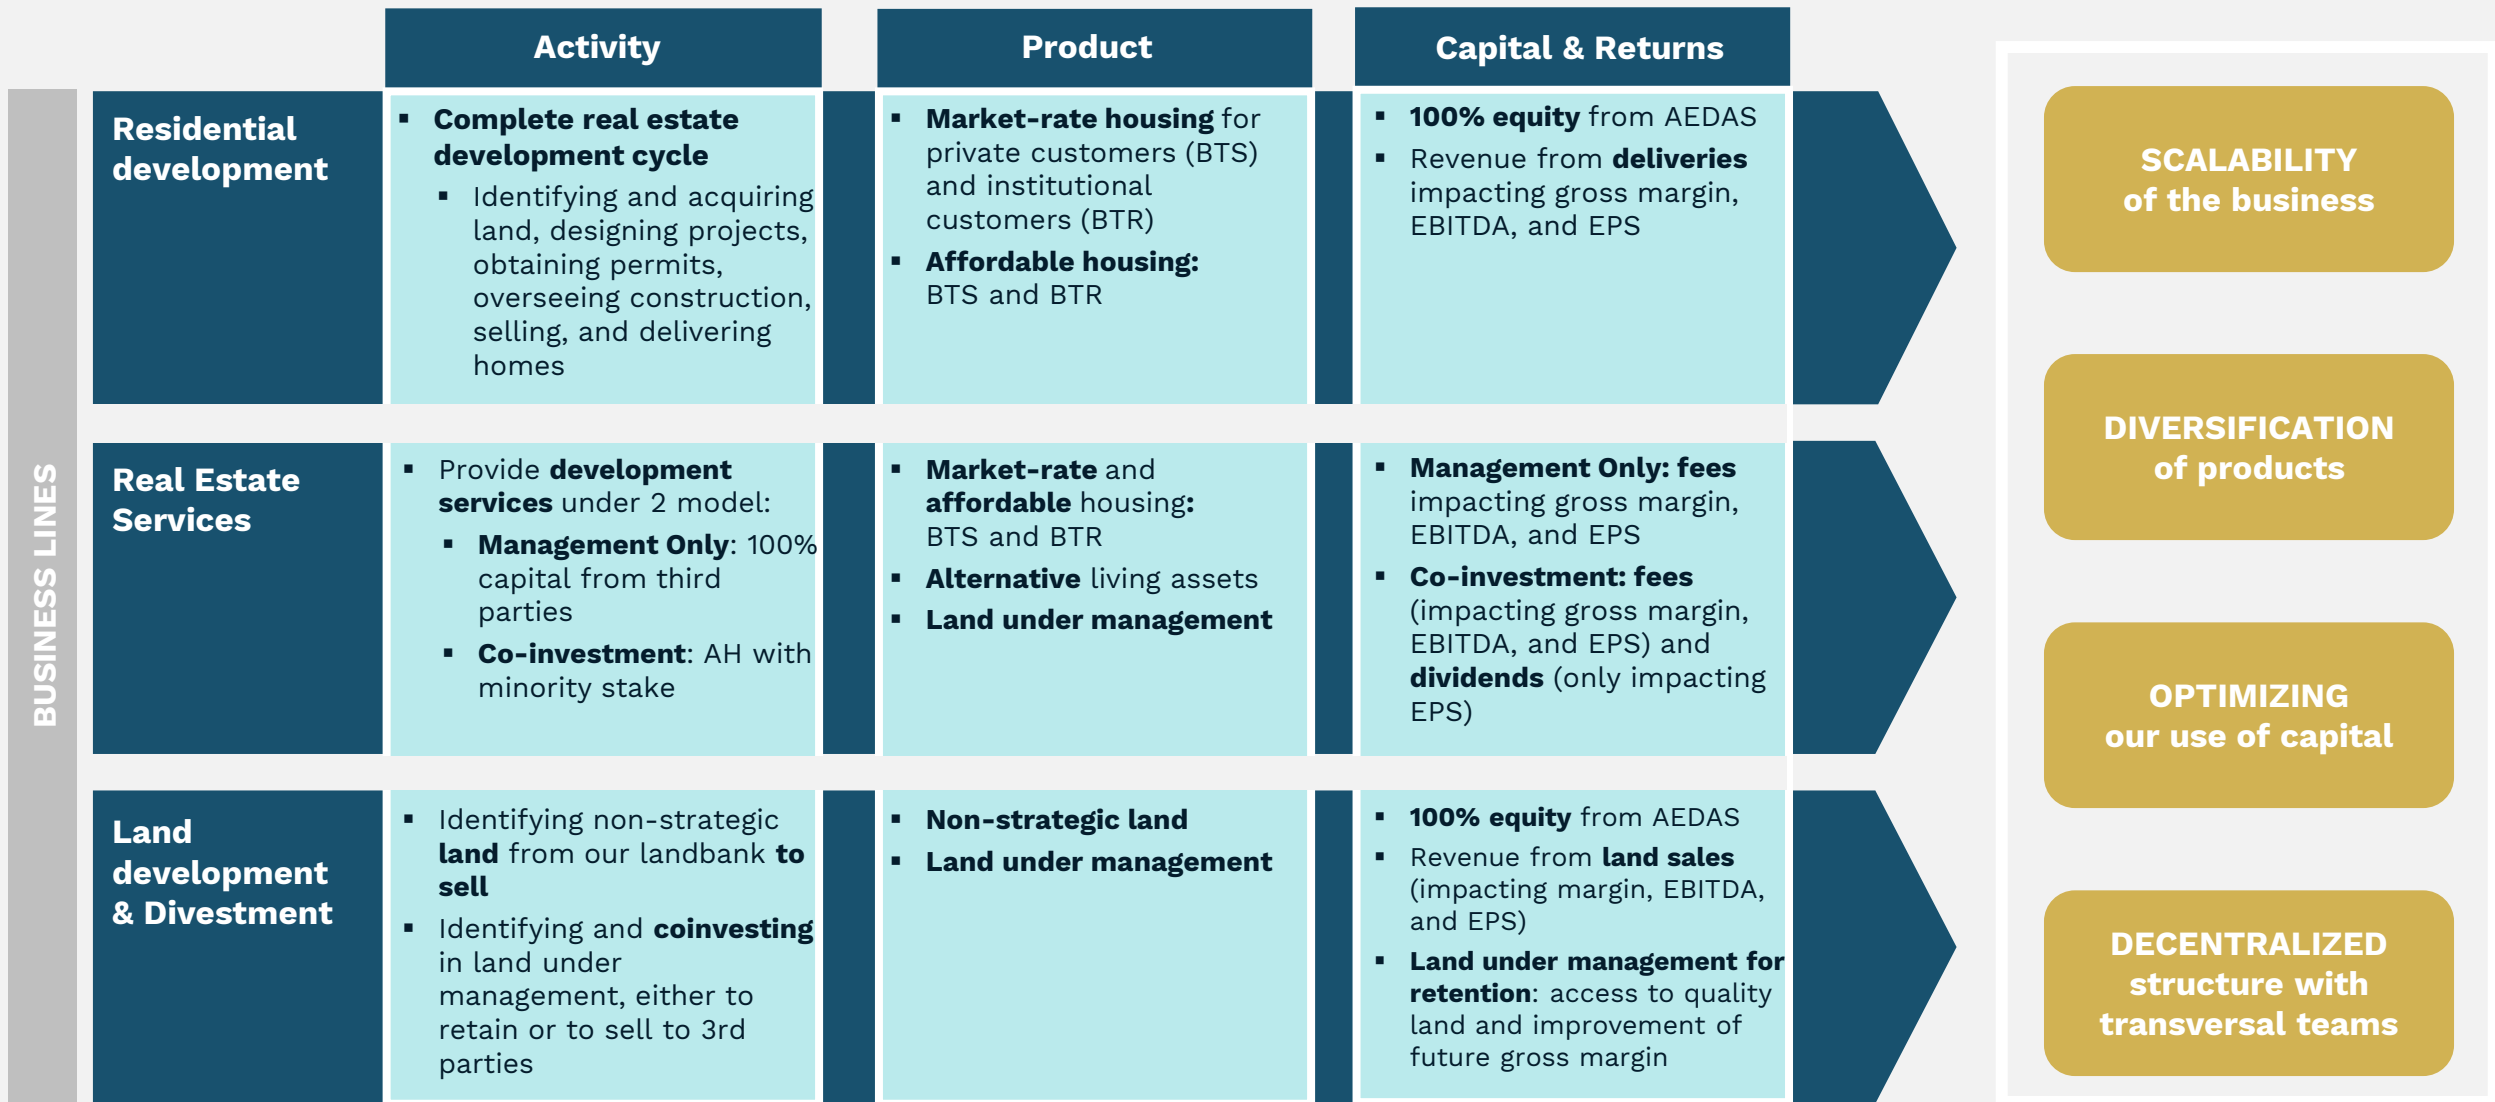 Activity
Product
Capital & Returns
BUSINESS LINES
Residential
development
▪ Complete real estate
development cycle
▪ Identifying and acquiring
land, designing projects,
obtaining permits,
overseeing construction,
selling, and delivering
homes
▪ Market-rate housing for
private customers (BTS)
and institutional
customers (BTR)
▪ Affordable housing:
BTS and BTR
▪ 100% equity from AEDAS
▪ Revenue from deliveries
impacting gross margin,
EBITDA, and EPS
Real Estate
Services
▪ Provide development
services under 2 model:
▪ Management Only: 100%
capital from third
parties
▪ Co-investment: AH with
minority stake
▪ Market-rate and
affordable housing:
BTS and BTR
▪ Alternative living assets
▪ Land under management
▪ Management Only: fees
impacting gross margin,
EBITDA, and EPS
▪ Co-investment: fees
(impacting gross margin,
EBITDA, and EPS) and
dividends (only impacting
EPS)
Land
development
& Divestment
▪ Identifying non-strategic
land from our landbank to
sell
▪ Identifying and coinvesting
in land under
management, either to
retain or to sell to 3rd
parties
▪ Non-strategic land
▪ Land under management
▪ 100% equity from AEDAS
▪ Revenue from land sales
(impacting margin, EBITDA,
and EPS)
▪ Land under management for
retention: access to quality
land and improvement of
future gross margin
SCALABILITY
of the business
DIVERSIFICATION
of products
OPTIMIZING
our use of capital
DECENTRALIZED
structure with
transversal teams